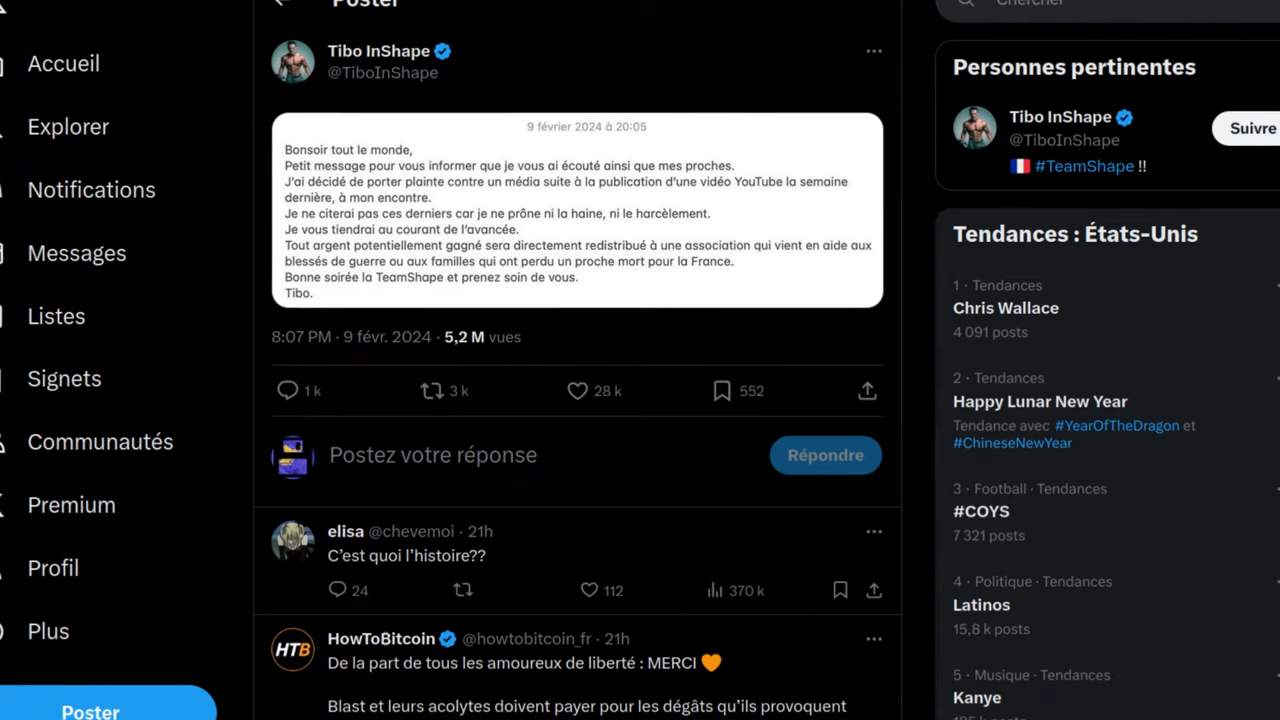 Poster
Chercher
Accueil
Explorer
Notifications
Messages
Listes
Signets
Communautés
Premium
Profil
Plus
Poster
Tibo InShape
@TiboInShape
9 février 2024 à 20:05
Bonsoir tout le monde,
Petit message pour vous informer que je vous ai écouté ainsi que mes proches.
J'ai décidé de porter plainte contre un média suite à la publication d'une vidéo YouTube la semaine
dernière, à mon encontre.
Je ne citerai pas ces derniers car je ne prône ni la haine, ni le harcèlement.
Je vous tiendrai au courant de l'avancée.
Tout argent potentiellement gagné sera directement redistribué à une association qui vient en aide aux
blessés de guerre ou aux familles qui ont perdu un proche mort pour la France.
Bonne soirée la TeamShape et prenez soin de vous.
Tibo.
8:07 PM · 9 févr. 2024 · 5,2 M vues
1 k 3 k 28 k 552
Postez votre réponse
Répondre
elisa @chevemoi · 21h
C'est quoi l'histoire??
24 112 370 k
HTB
HowToBitcoin @howtobitcoin_fr · 21h
De la part de tous les amoureux de liberté : MERCI 🧡
Blast et leurs acolytes doivent payer pour les dégâts qu'ils provoquent
Personnes pertinentes
Tibo InShape
@TiboInShape
Suivre
🇫🇷 #TeamShape !!
Tendances : États-Unis
1 · Tendances
Chris Wallace
4 091 posts
2 · Tendances
Happy Lunar New Year
Tendance avec #YearOfTheDragon et
#ChineseNewYear
3 · Football · Tendances
#COYS
7 321 posts
4 · Politique · Tendances
Latinos
15,8 k posts
5 · Musique · Tendances
Kanye